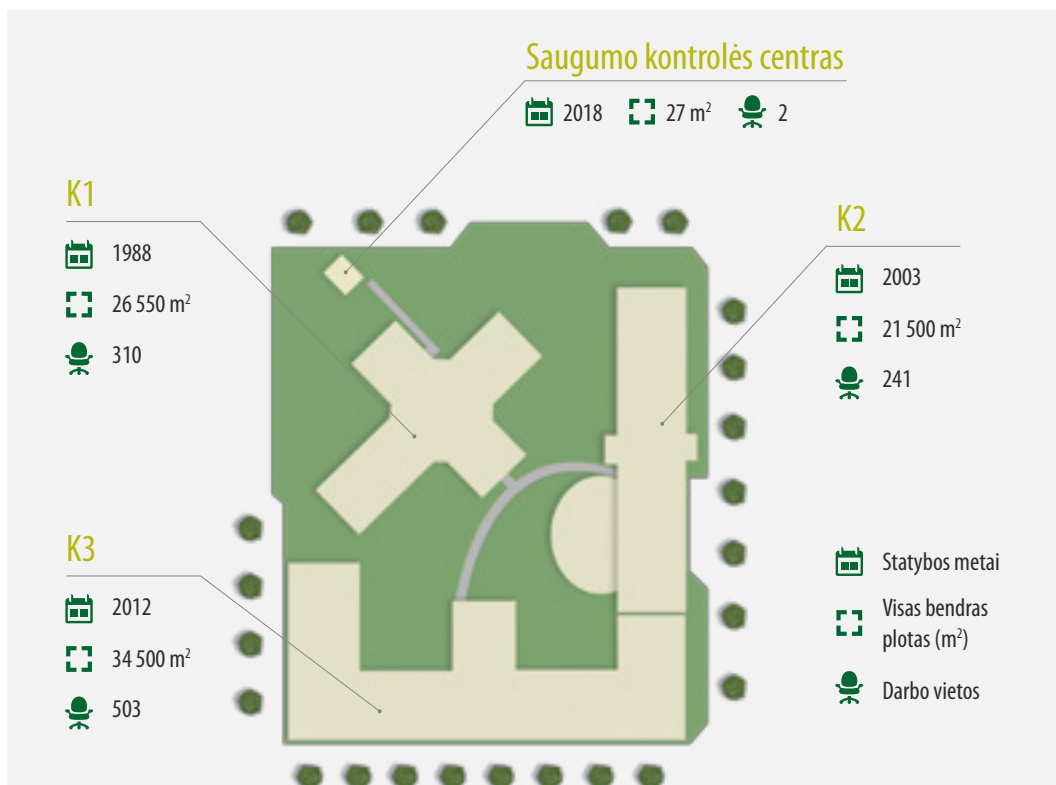 Saugumo kontrolės centras
2018 27 m² 2
K1
1988
26 550 m²
310
K2
2003
21 500 m²
241
K3
2012
34 500 m²
503
Statybos metai
Visas bendras
plotas (m²)
Darbo vietos